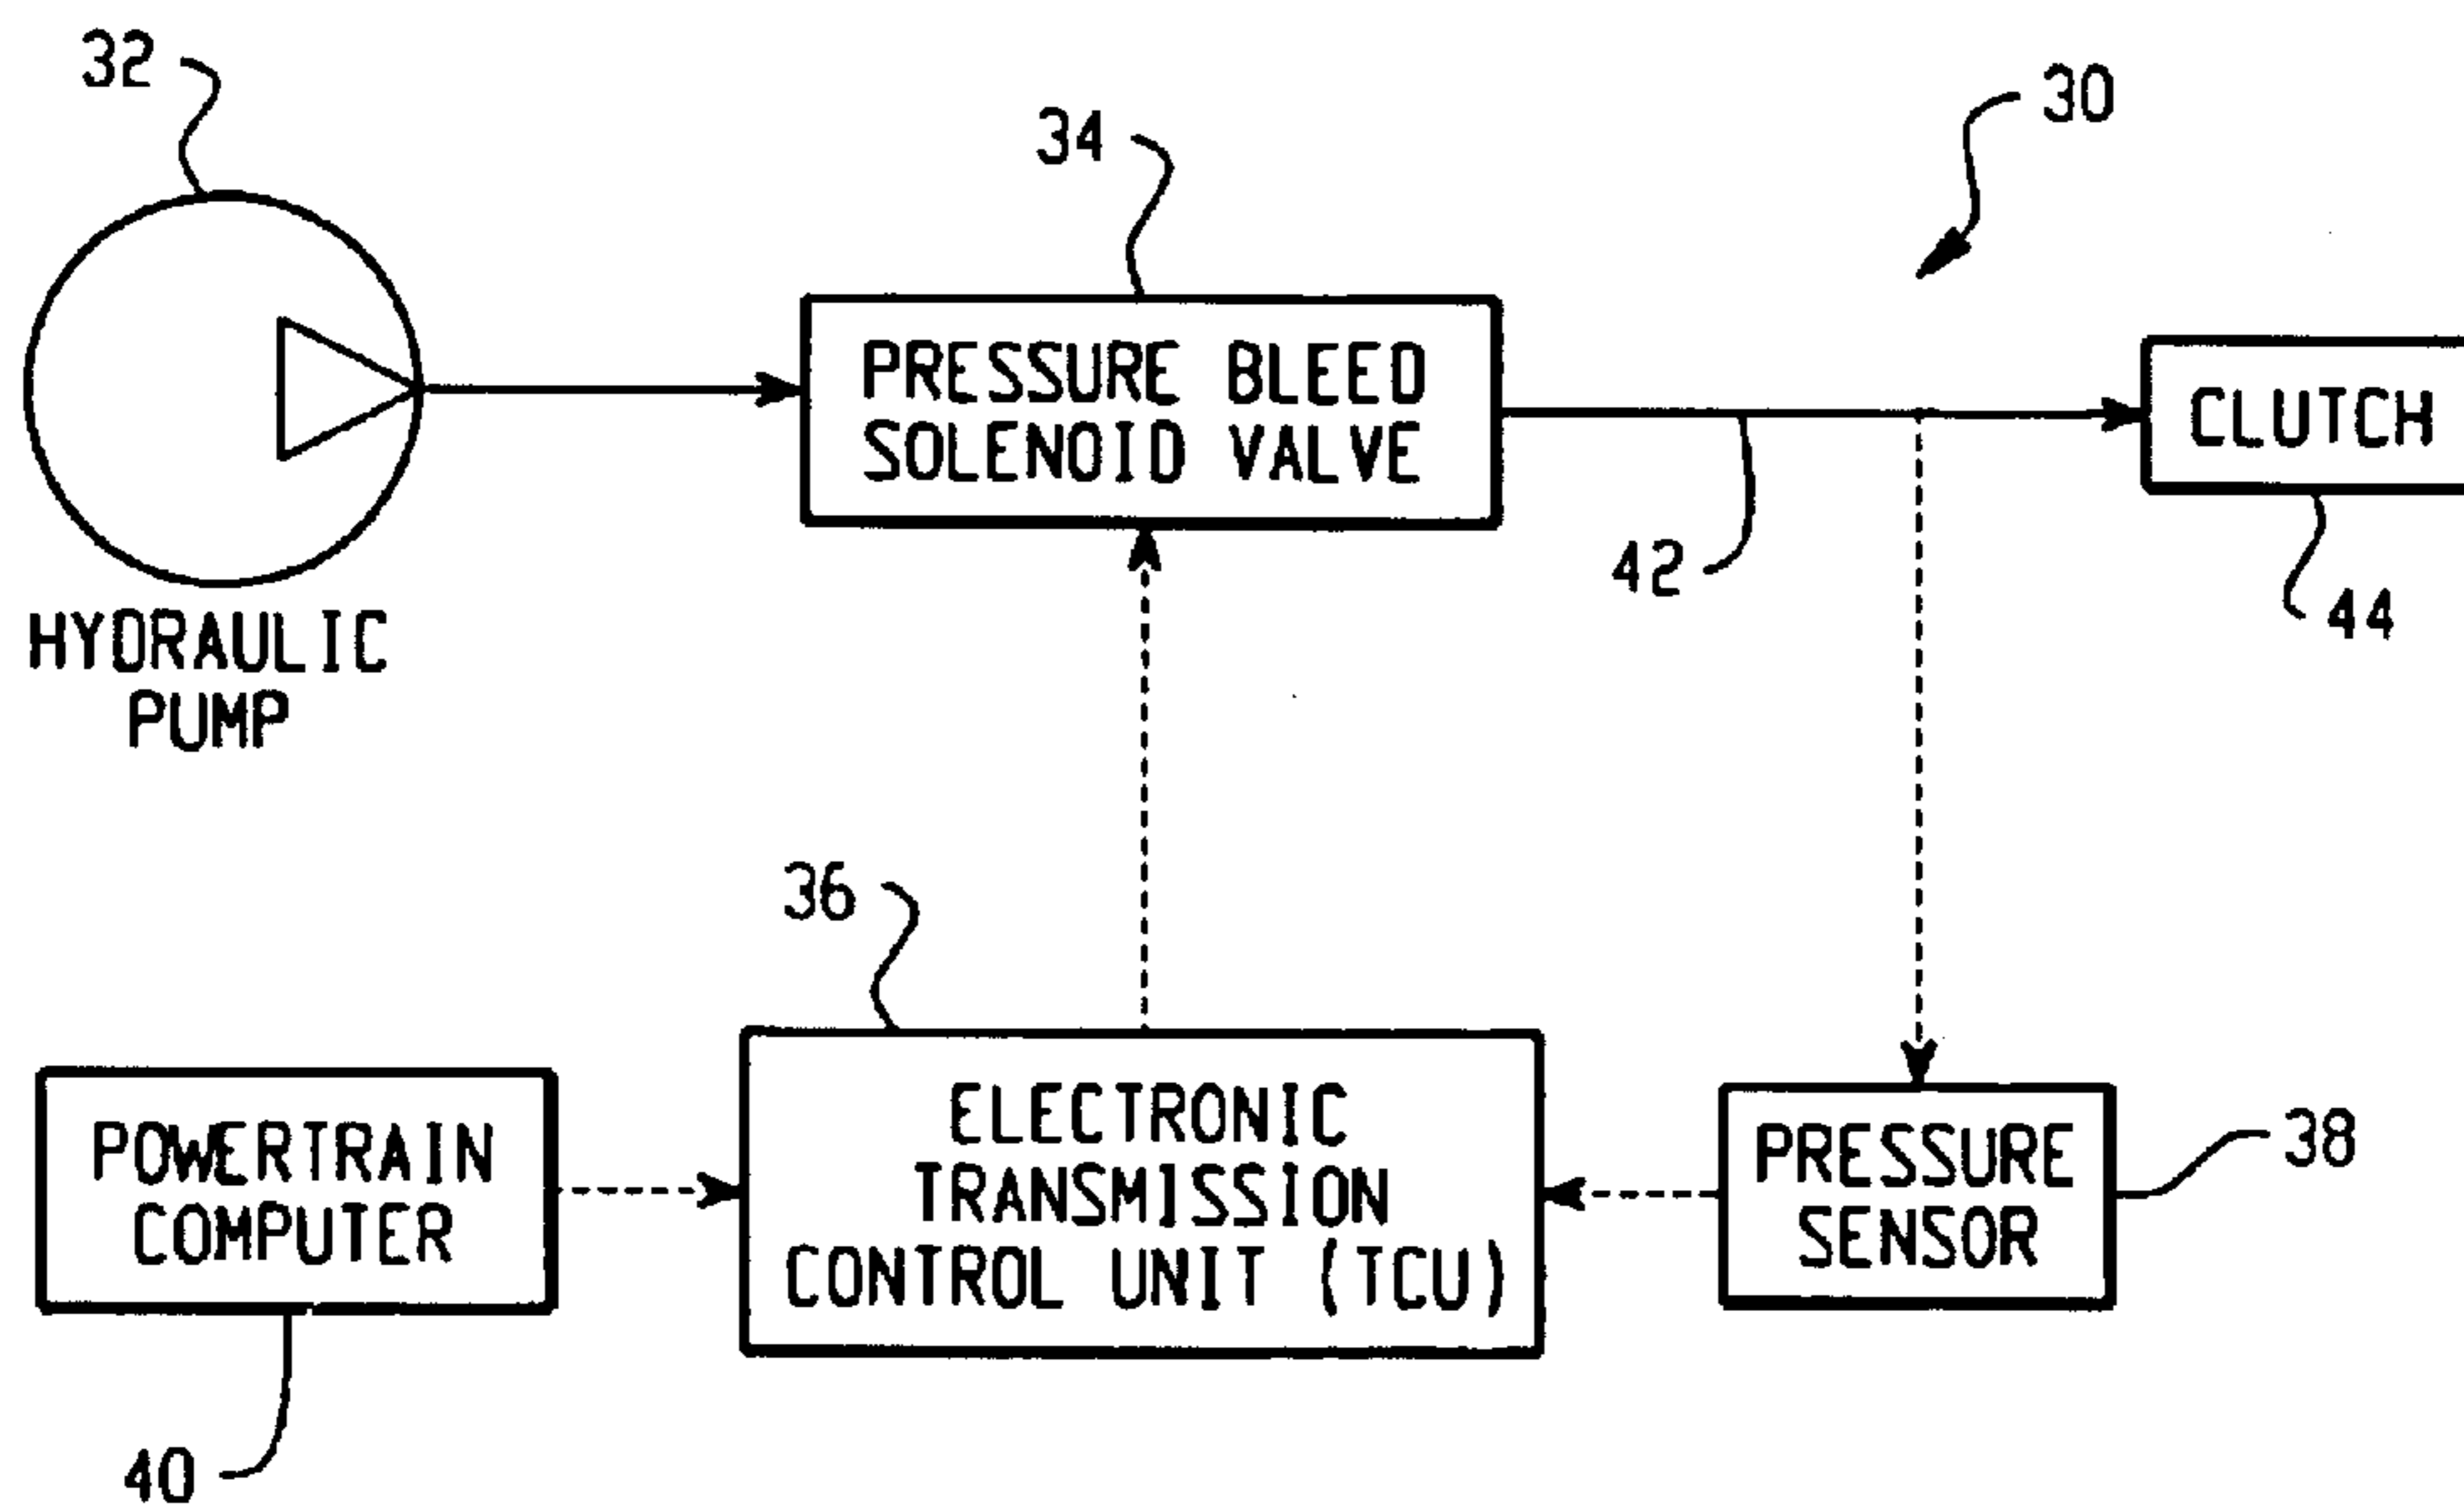 32
34
30
PRESSURE BLEED
SOLENOID VALVE
CLUTCH
42
44
HYDRAULIC
PUMP
36
POWERTRAIN
COMPUTER
ELECTRONIC
TRANSMISSION
CONTROL UNIT (TCU)
PRESSURE
SENSOR
38
40